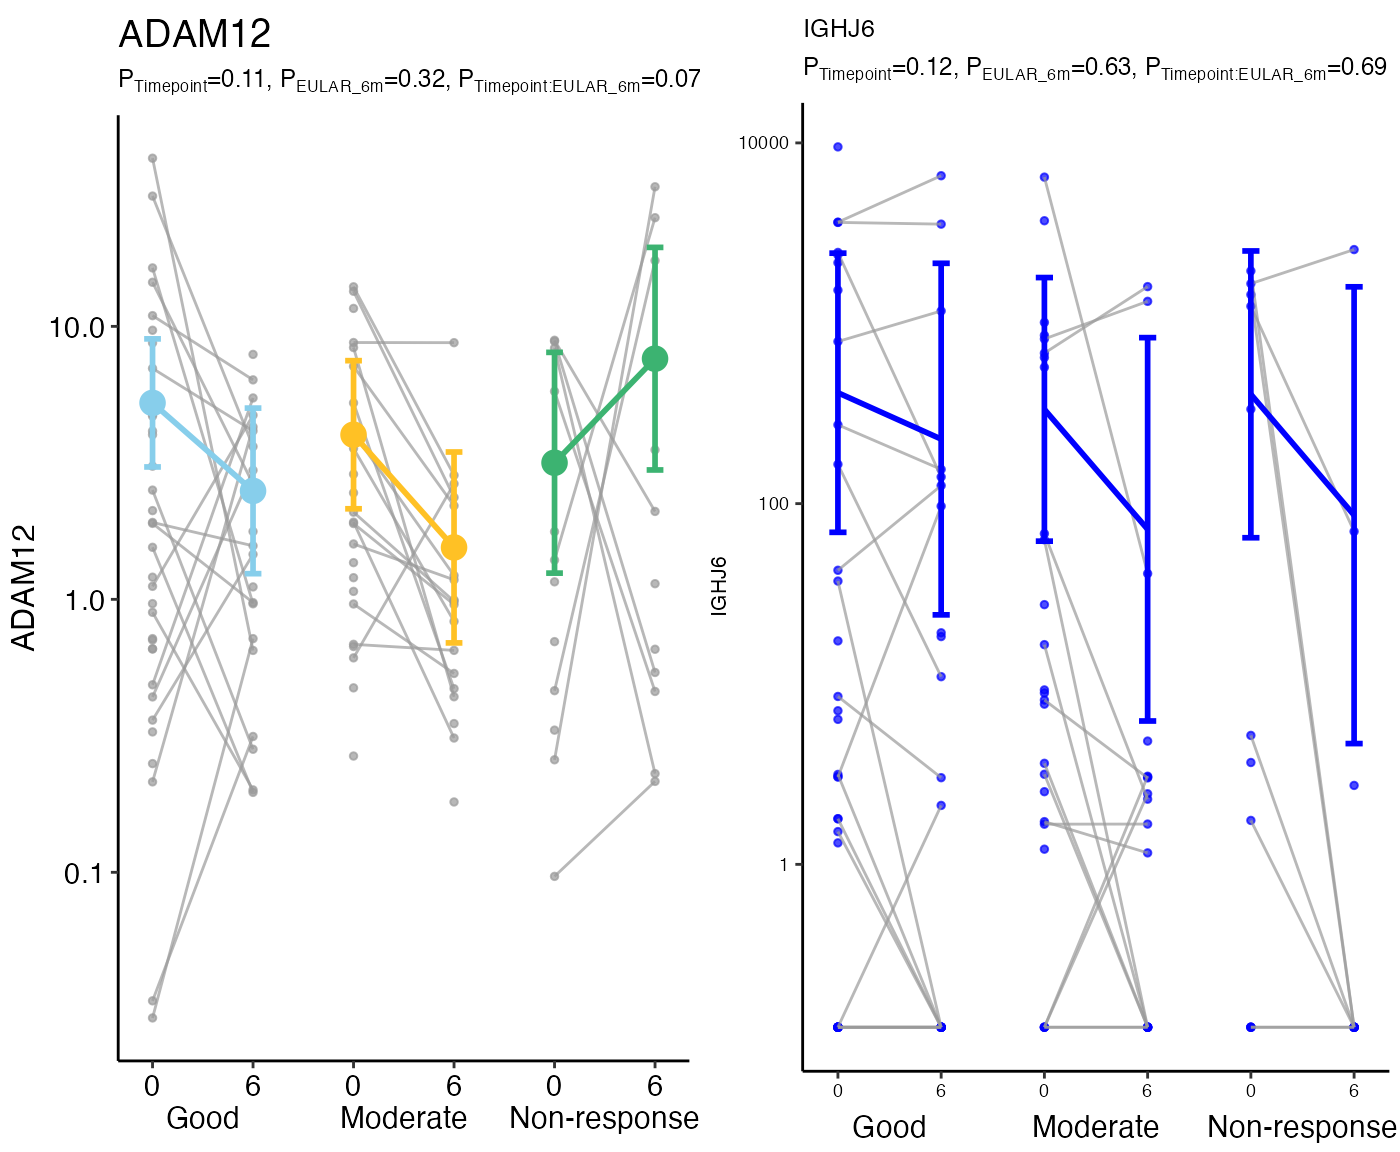 ADAM12
PTimepoint=0.11, PEULAR_6m=0.32, PTimepoint:EULAR_6m=0.07
ADAM12
10.0
1.0
0.1
0 6 0 6 0 6
Good Moderate Non-response
IGHJ6
PTimepoint=0.12, PEULAR_6m=0.63, PTimepoint:EULAR_6m=0.69
IGHJ6
10000
100
1
0 6 0 6 0 6
Good Moderate Non-response